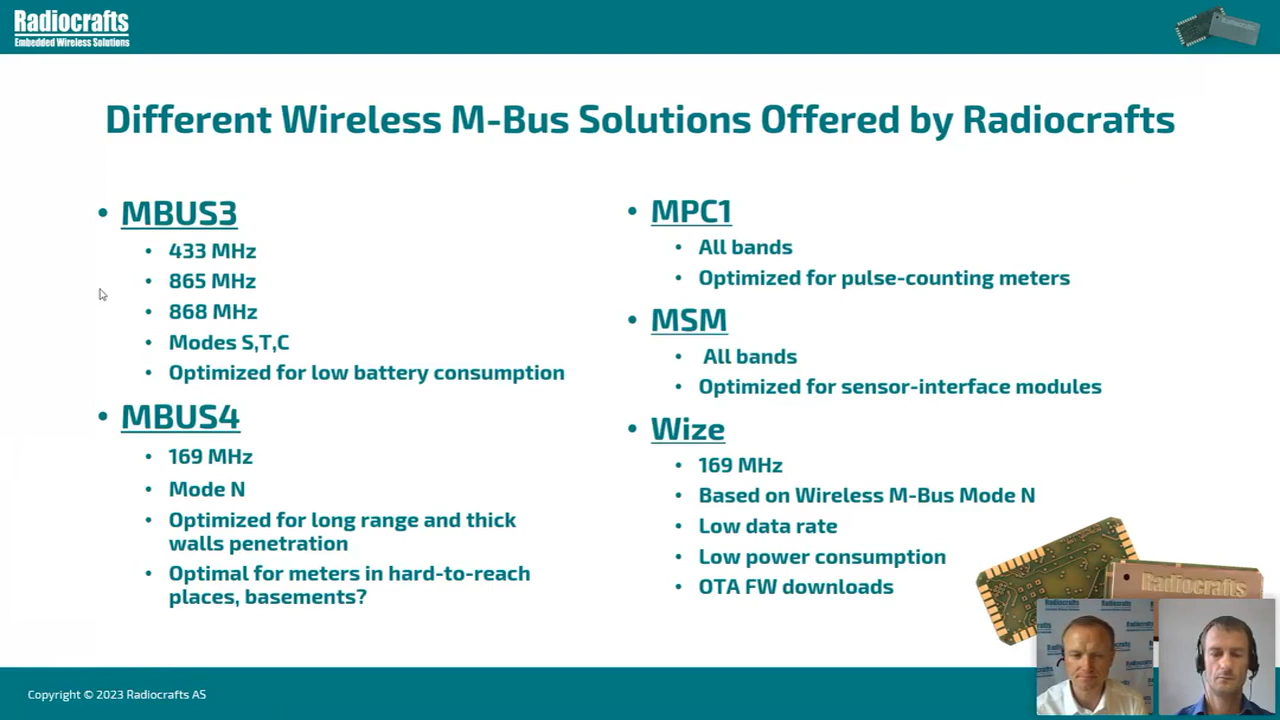 Radiocrafts
Embedded Wireless Solutions
Different Wireless M-Bus Solutions Offered by Radiocrafts
• MBUS3
• 433 MHz
• 865 MHz
• 868 MHz
• Modes S,T,C
• Optimized for low battery consumption
• MBUS4
• 169 MHz
• Mode N
• Optimized for long range and thick
walls penetration
• Optimal for meters in hard-to-reach
places, basements?
• MPC1
• All bands
• Optimized for pulse-counting meters
• MSM
• All bands
• Optimized for sensor-interface modules
• Wize
• 169 MHz
• Based on Wireless M-Bus Mode N
• Low data rate
• Low power consumption
• OTA FW downloads
Radiocrafts
Copyright © 2023 Radiocrafts AS